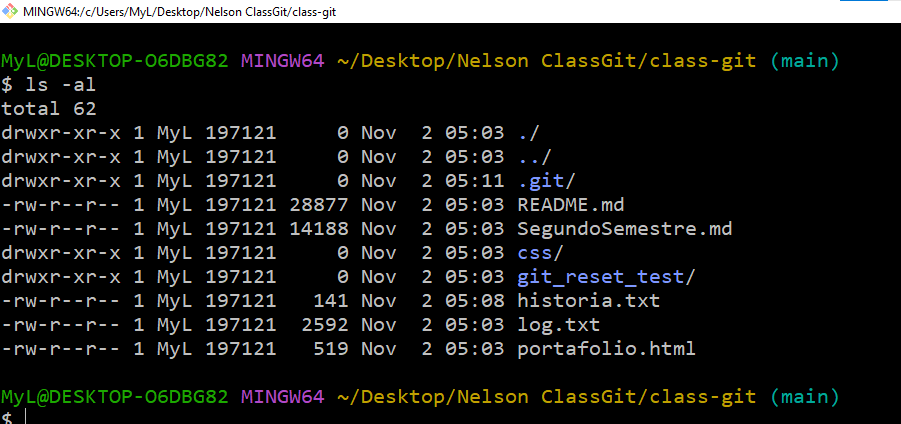 MINGW64:/c/Users/MyL/Desktop/Nelson ClassGit/class-git
MyL@DESKTOP-O6DBG82 MINGW64 ~/Desktop/Nelson ClassGit/class-git (main)
$ ls -al
total 62
drwxr-xr-x 1 MyL 197121     0 Nov  2 05:03 ./
drwxr-xr-x 1 MyL 197121     0 Nov  2 05:03 ../
drwxr-xr-x 1 MyL 197121     0 Nov  2 05:11 .git/
-rw-r--r-- 1 MyL 197121 28877 Nov  2 05:03 README.md
-rw-r--r-- 1 MyL 197121 14188 Nov  2 05:03 SegundoSemestre.md
drwxr-xr-x 1 MyL 197121     0 Nov  2 05:03 css/
drwxr-xr-x 1 MyL 197121     0 Nov  2 05:03 git_reset_test/
-rw-r--r-- 1 MyL 197121   141 Nov  2 05:08 historia.txt
-rw-r--r-- 1 MyL 197121  2592 Nov  2 05:03 log.txt
-rw-r--r-- 1 MyL 197121   519 Nov  2 05:03 portafolio.html
MyL@DESKTOP-O6DBG82 MINGW64 ~/Desktop/Nelson ClassGit/class-git (main)
$